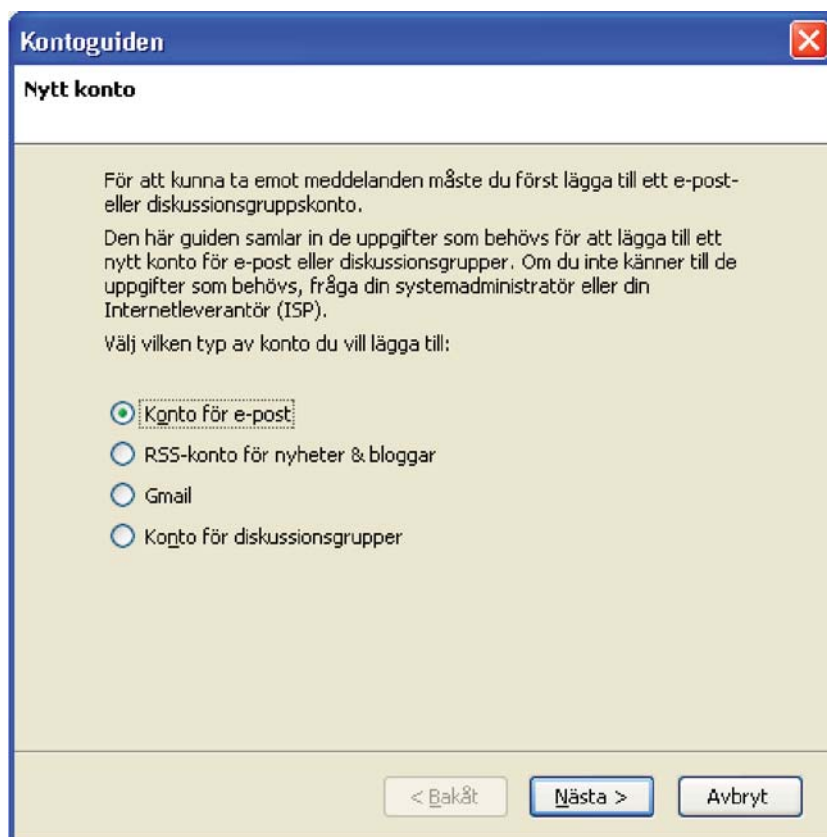 Kontoguiden
Nytt konto
För att kunna ta emot meddelanden måste du först lägga till ett e-post-
eller diskussionsgruppskonto.
Den här guiden samlar in de uppgifter som behövs för att lägga till ett
nytt konto för e-post eller diskussionsgrupper. Om du inte känner till de
uppgifter som behövs, fråga din systemadministratör eller din
Internetleverantör (ISP).
Välj vilken typ av konto du vill lägga till:
Konto för e-post
RSS-konto för nyheter & bloggar
Gmail
Konto för diskussionsgrupper
< Bakåt Nästa > Avbryt